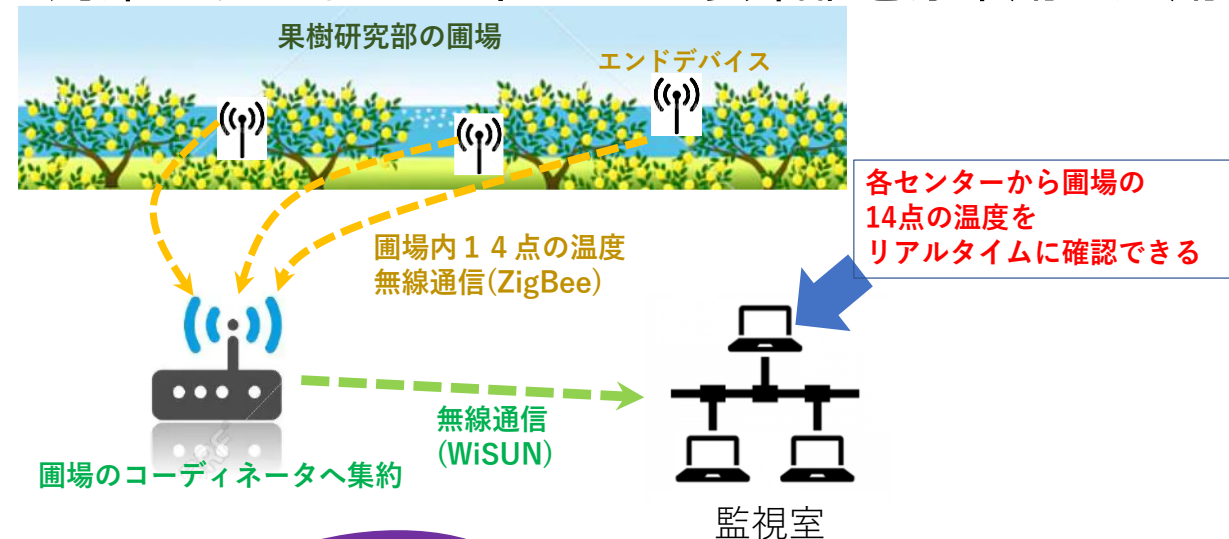 果樹研究部の圃場
エンドデバイス
各センターから圃場の
14点の温度を
リアルタイムに確認できる
圃場内１４点の温度
無線通信(ZigBee)
無線通信
(WiSUN)
圃場のコーディネータへ集約
監視室